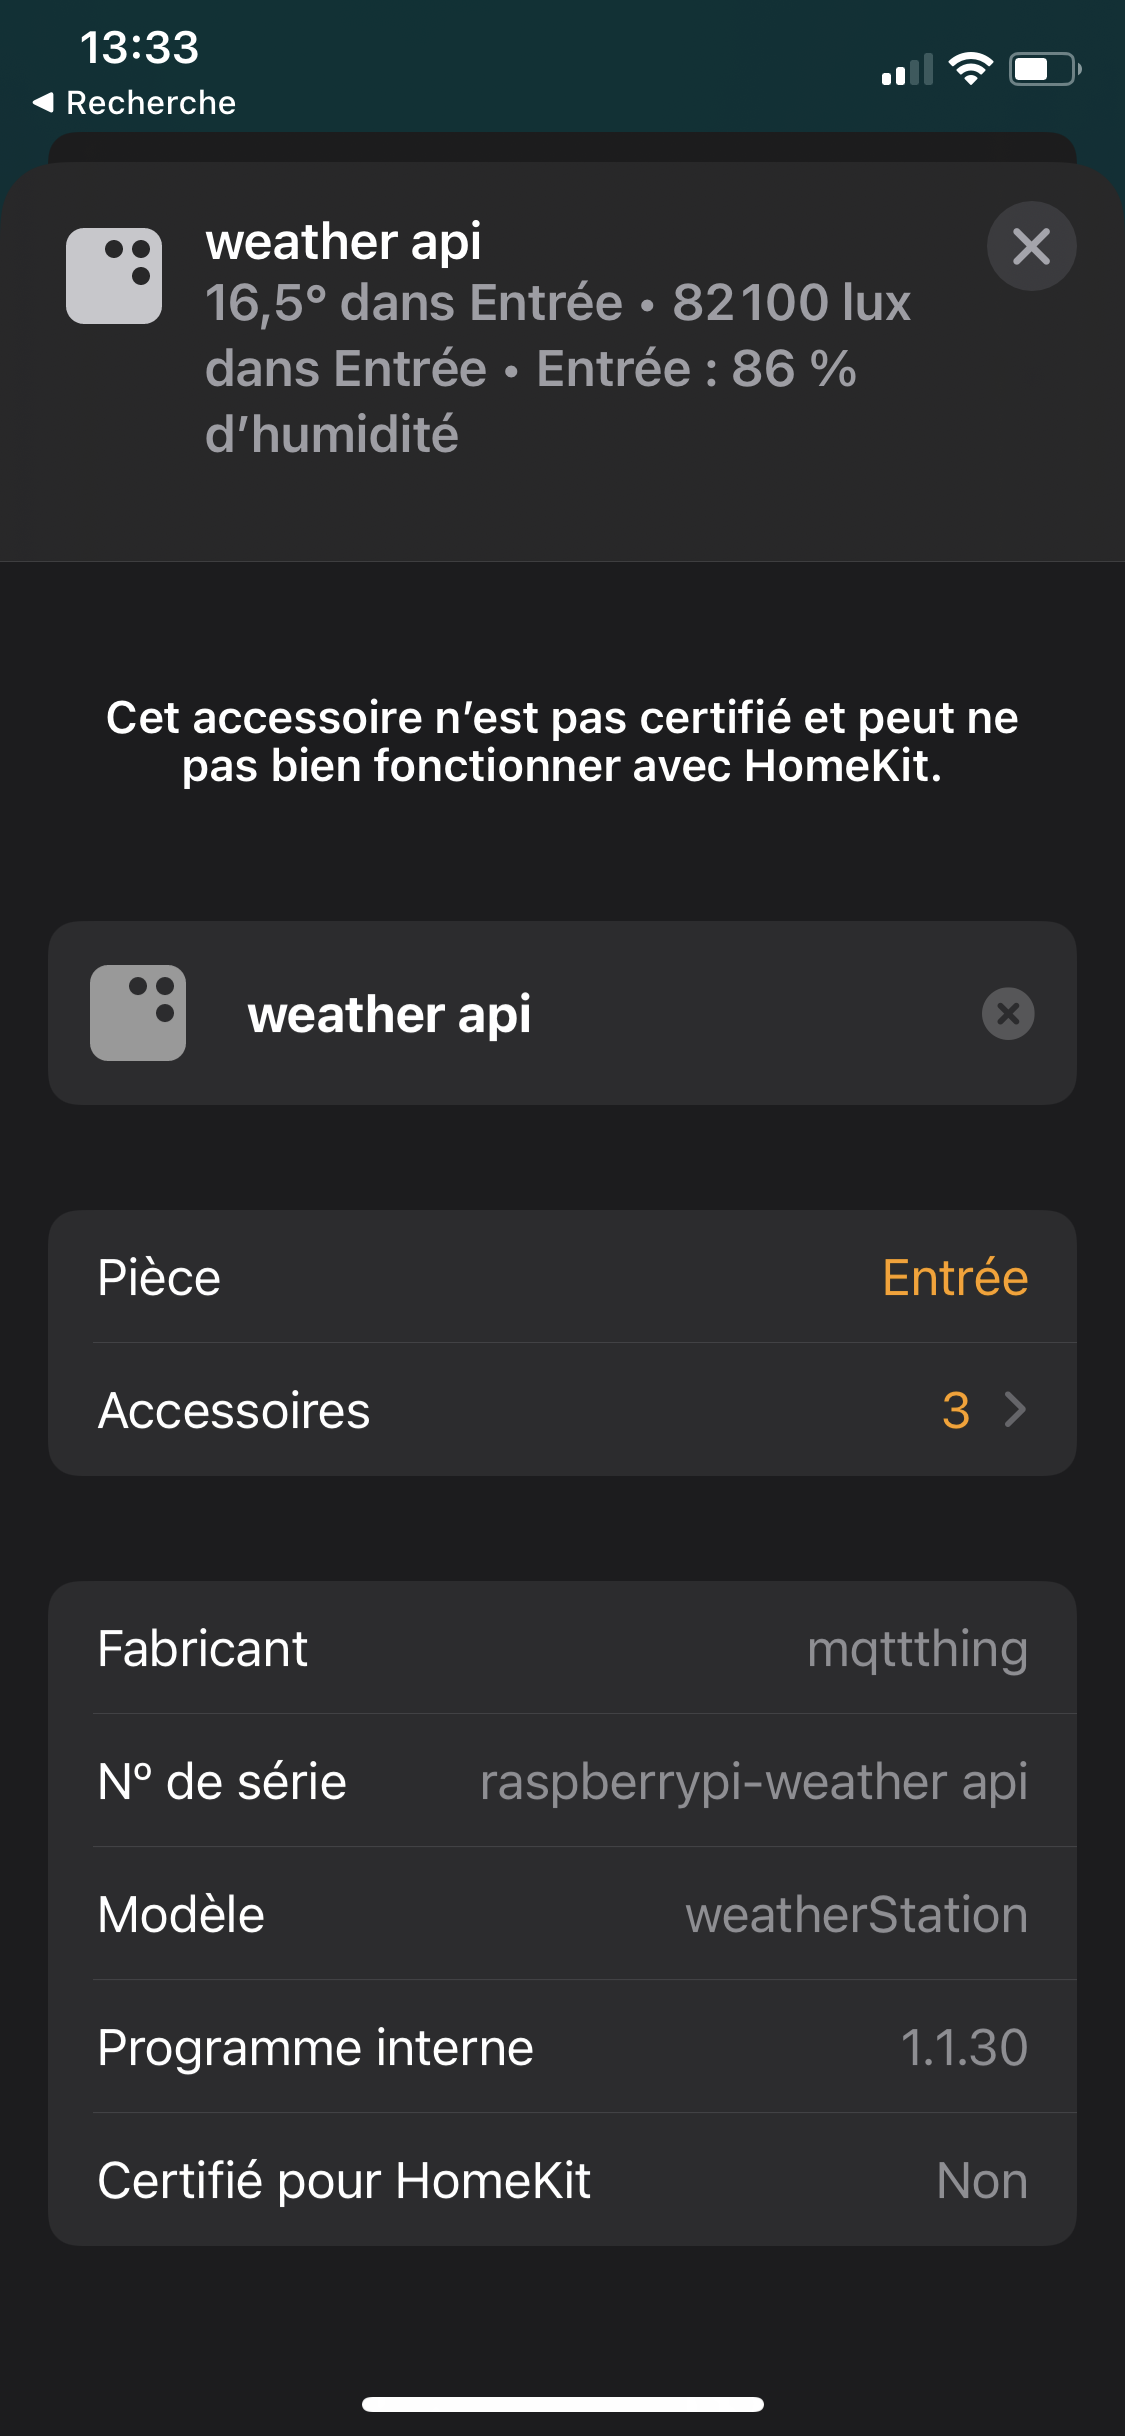 13:33
◀ Recherche
weather api
16,5° dans Entrée • 82 100 lux
dans Entrée • Entrée : 86 %
d’humidité
Cet accessoire n’est pas certifié et peut ne
pas bien fonctionner avec HomeKit.
weather api
Pièce Entrée
Accessoires 3
Fabricant mqttthing
Nº de série raspberrypi-weather api
Modèle weatherStation
Programme interne 1.1.30
Certifié pour HomeKit Non